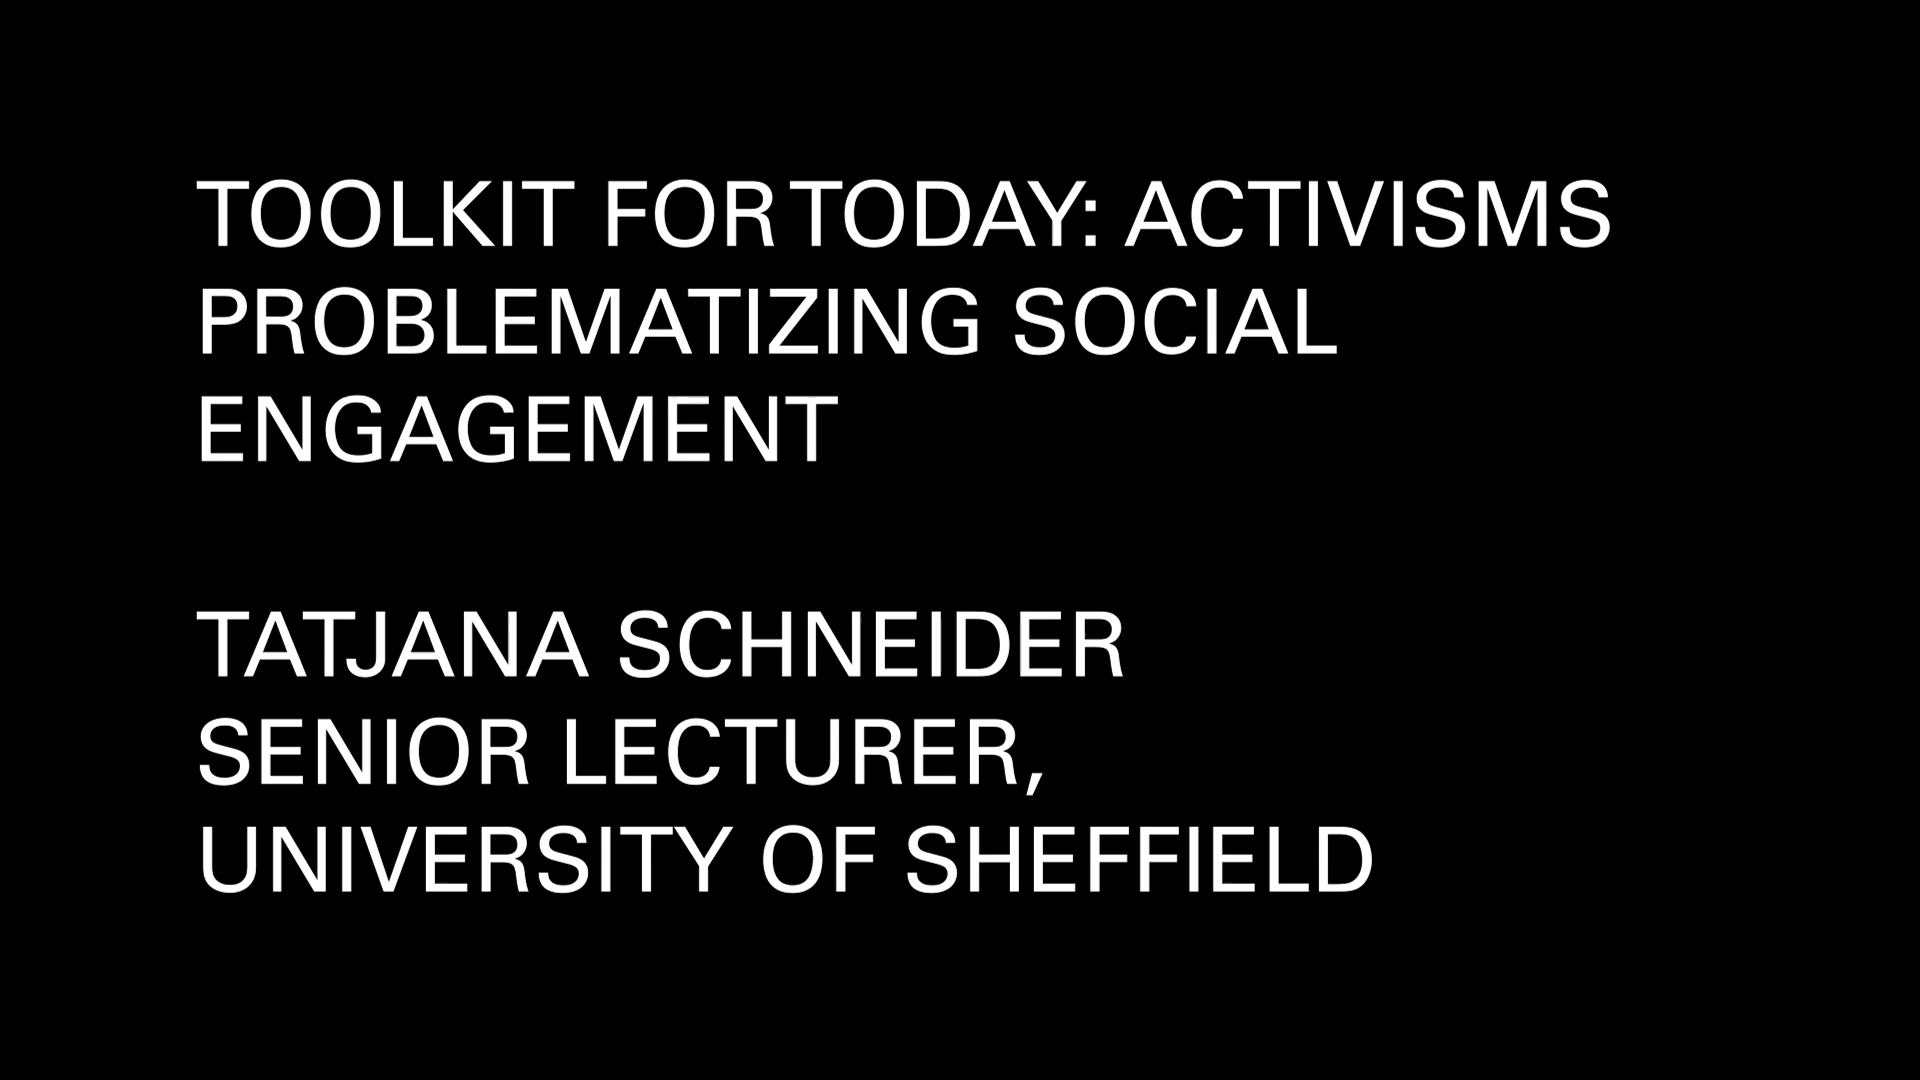 TOOLKIT FOR TODAY: ACTIVISMS
PROBLEMATIZING SOCIAL
ENGAGEMENT
TATJANA SCHNEIDER
SENIOR LECTURER,
UNIVERSITY OF SHEFFIELD